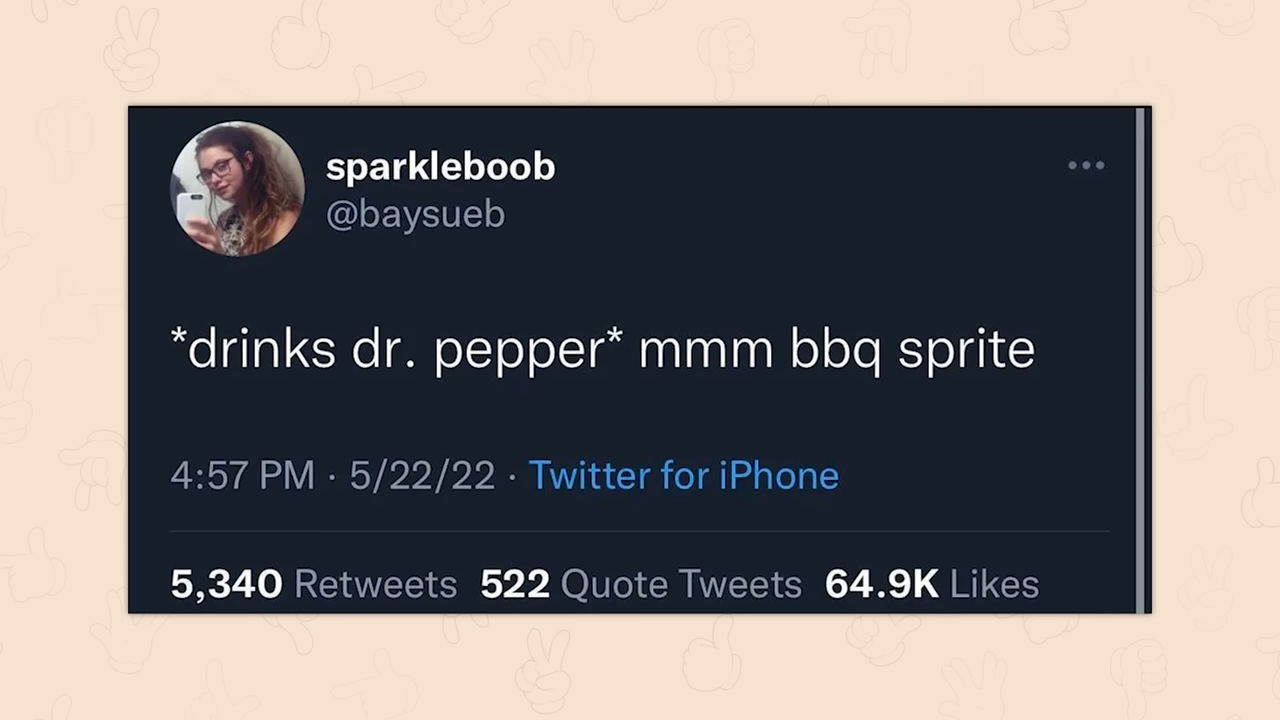 sparkleboob
@baysueb
*drinks dr. pepper* mmm bbq sprite
4:57 PM · 5/22/22 · Twitter for iPhone
5,340 Retweets 522 Quote Tweets 64.9K Likes